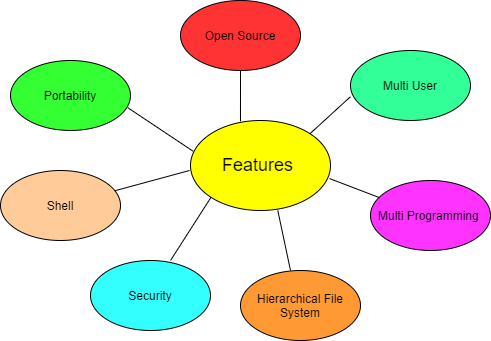 Open Source
Multi User
Portability
Features
Shell
Multi Programming
Security
Hierarchical File
System